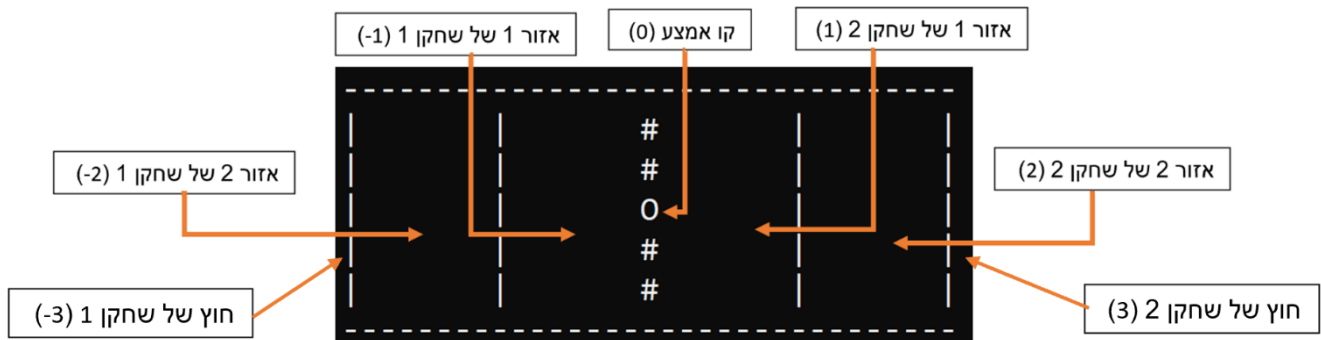 אזור 1 של שחקן 1 (-1)
קו אמצע (0)
אזור 1 של שחקן 2 (1)
אזור 2 של שחקן 1 (-2)
אזור 2 של שחקן 2 (2)
חוץ של שחקן 1 (-3)
חוץ של שחקן 2 (3)
- - - - - - - - - - - - - - - - - - - - - - - - - - - - - - - - - - - - - - - - -
| | # | |
| | # | |
| | O | |
| | # | |
| | # | |
- - - - - - - - - - - - - - - - - - - - - - - - - - - - - - - - - - - - - - - - -